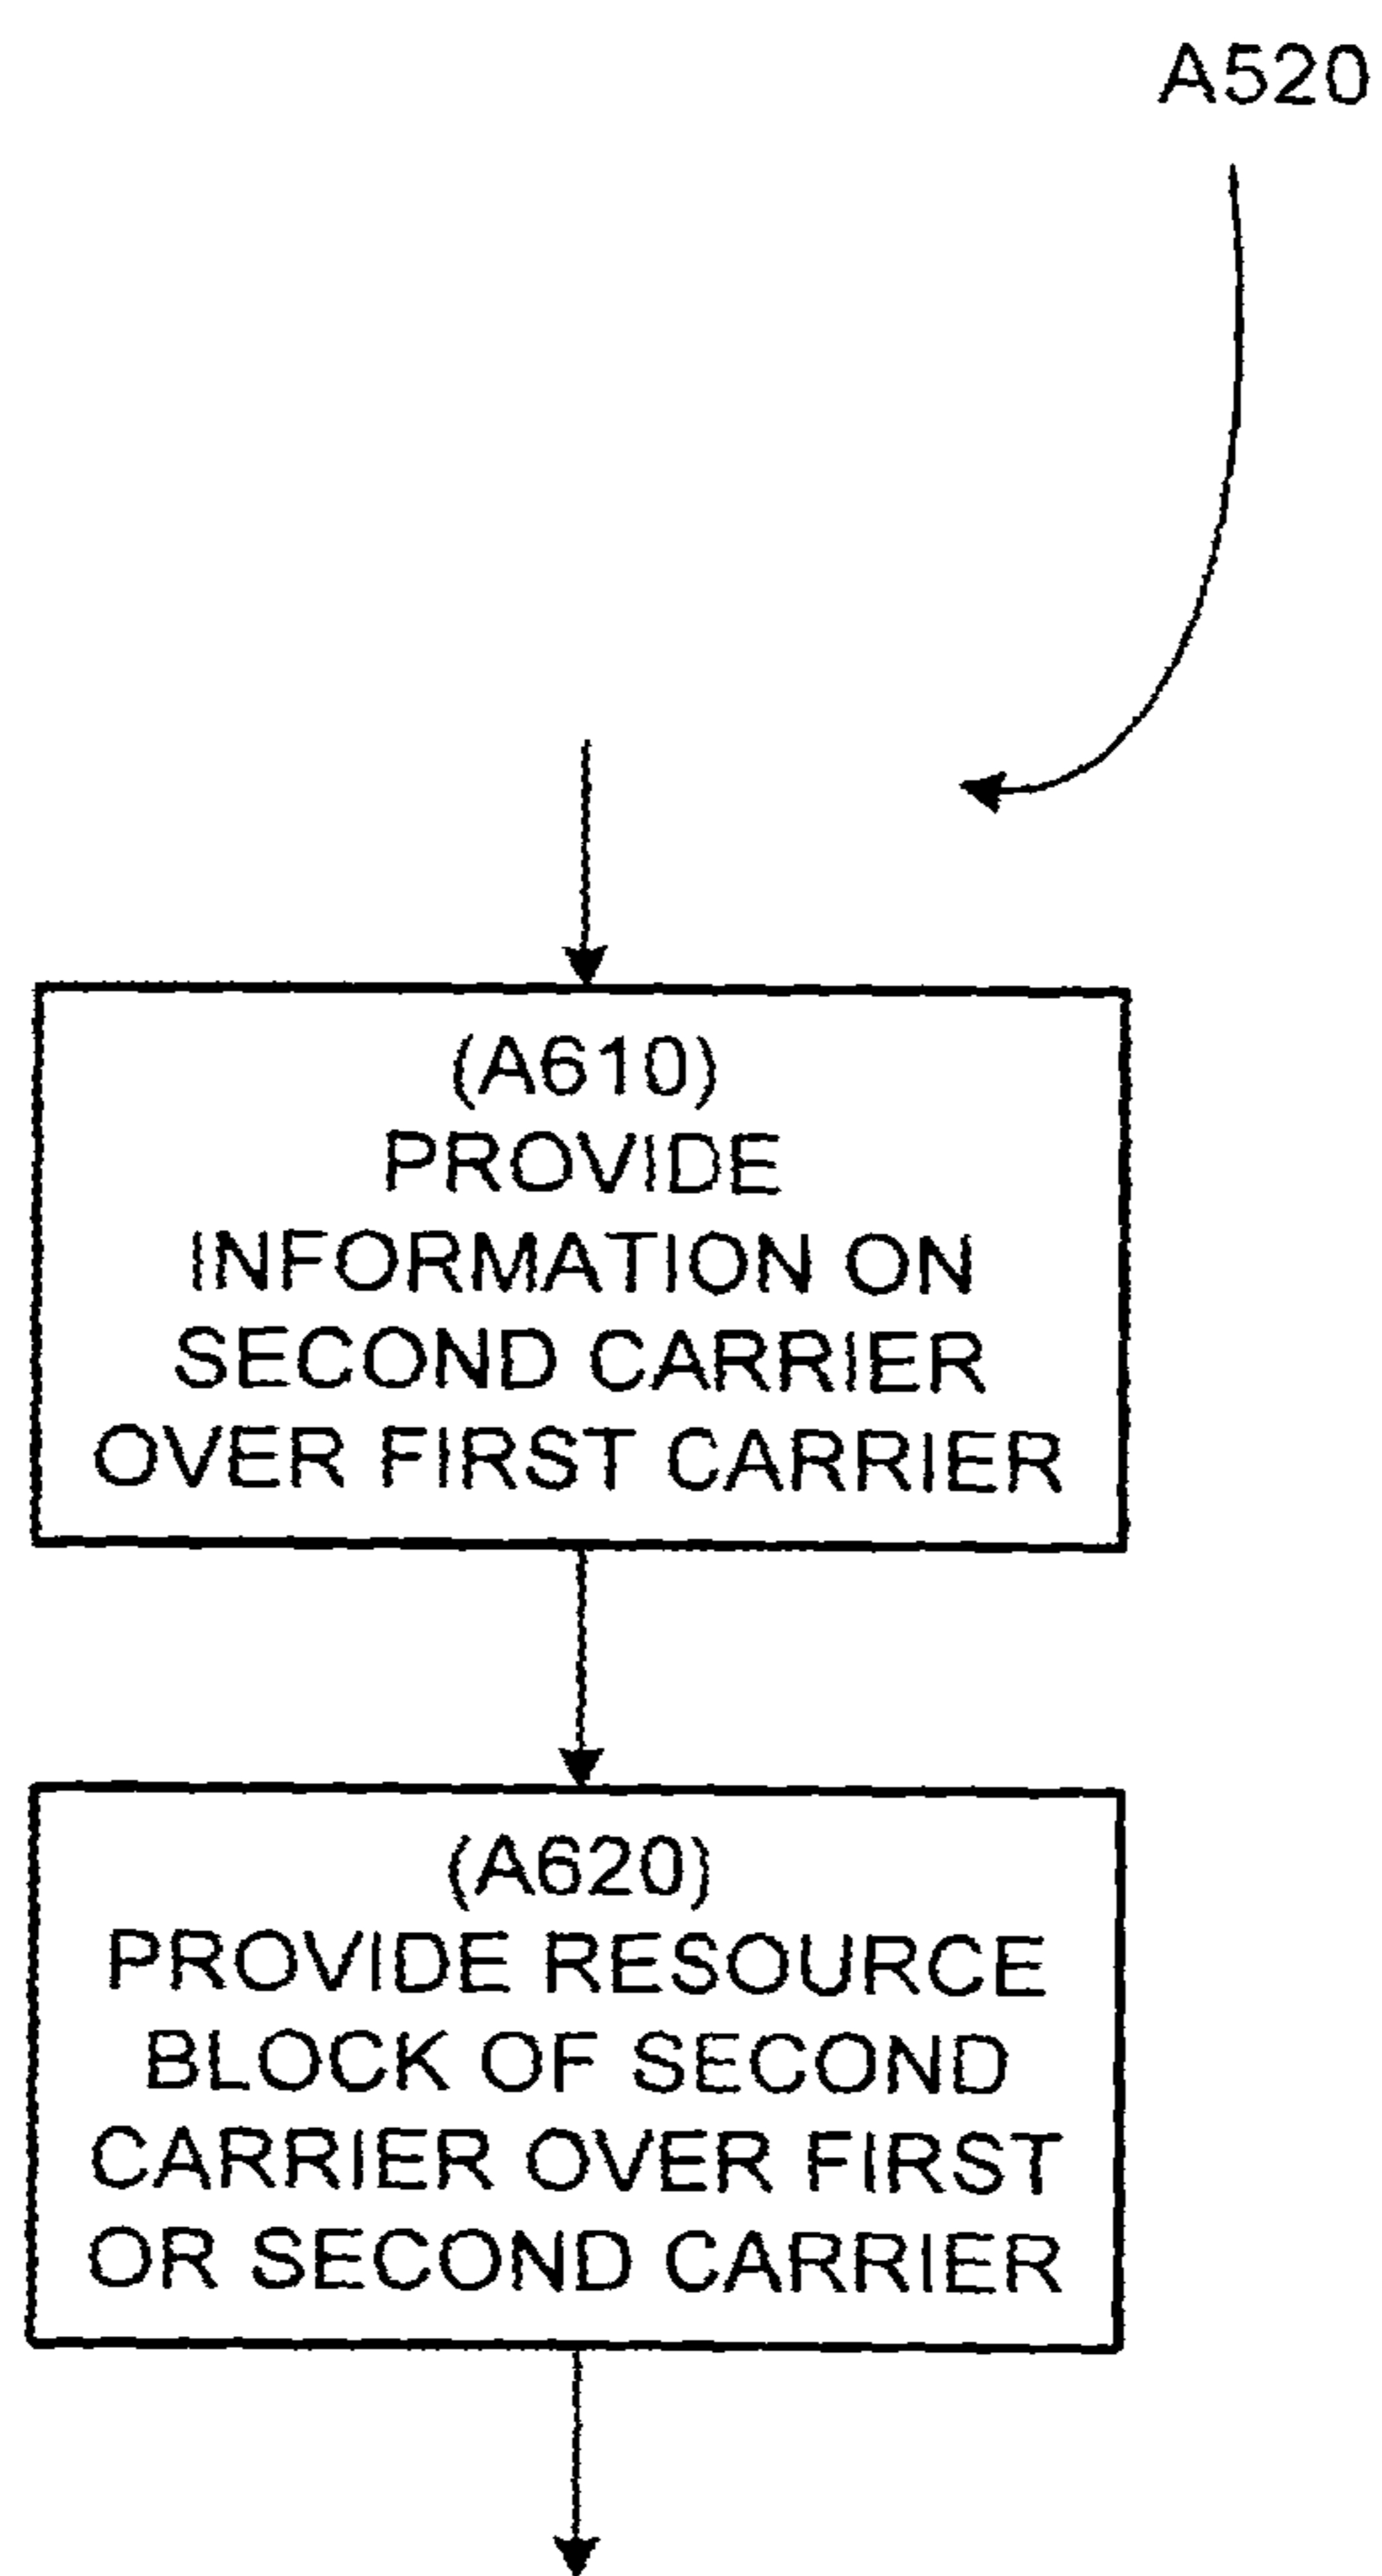 A520
(A610)
PROVIDE
INFORMATION ON
SECOND CARRIER
OVER FIRST CARRIER
(A620)
PROVIDE RESOURCE
BLOCK OF SECOND
CARRIER OVER FIRST
OR SECOND CARRIER